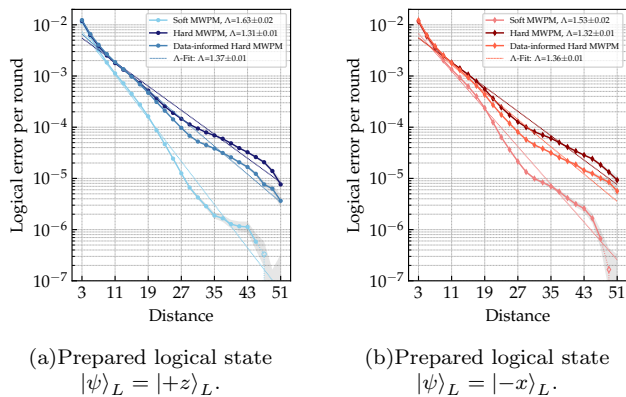 Logical error per round
10⁻²
10⁻³
10⁻⁴
10⁻⁵
10⁻⁶
10⁻⁷
Soft MWPM, Λ=1.63±0.02
Hard MWPM, Λ=1.31±0.01
Data-informed Hard MWPM
Λ-Fit: Λ=1.37±0.01
3 11 19 27 35 43 51
Distance
(a)Prepared logical state
|ψ⟩_L = |+z⟩_L.
Logical error per round
10⁻²
10⁻³
10⁻⁴
10⁻⁵
10⁻⁶
10⁻⁷
Soft MWPM, Λ=1.53±0.02
Hard MWPM, Λ=1.32±0.01
Data-informed Hard MWPM
Λ-Fit: Λ=1.36±0.01
3 11 19 27 35 43 51
Distance
(b)Prepared logical state
|ψ⟩_L = |−x⟩_L.